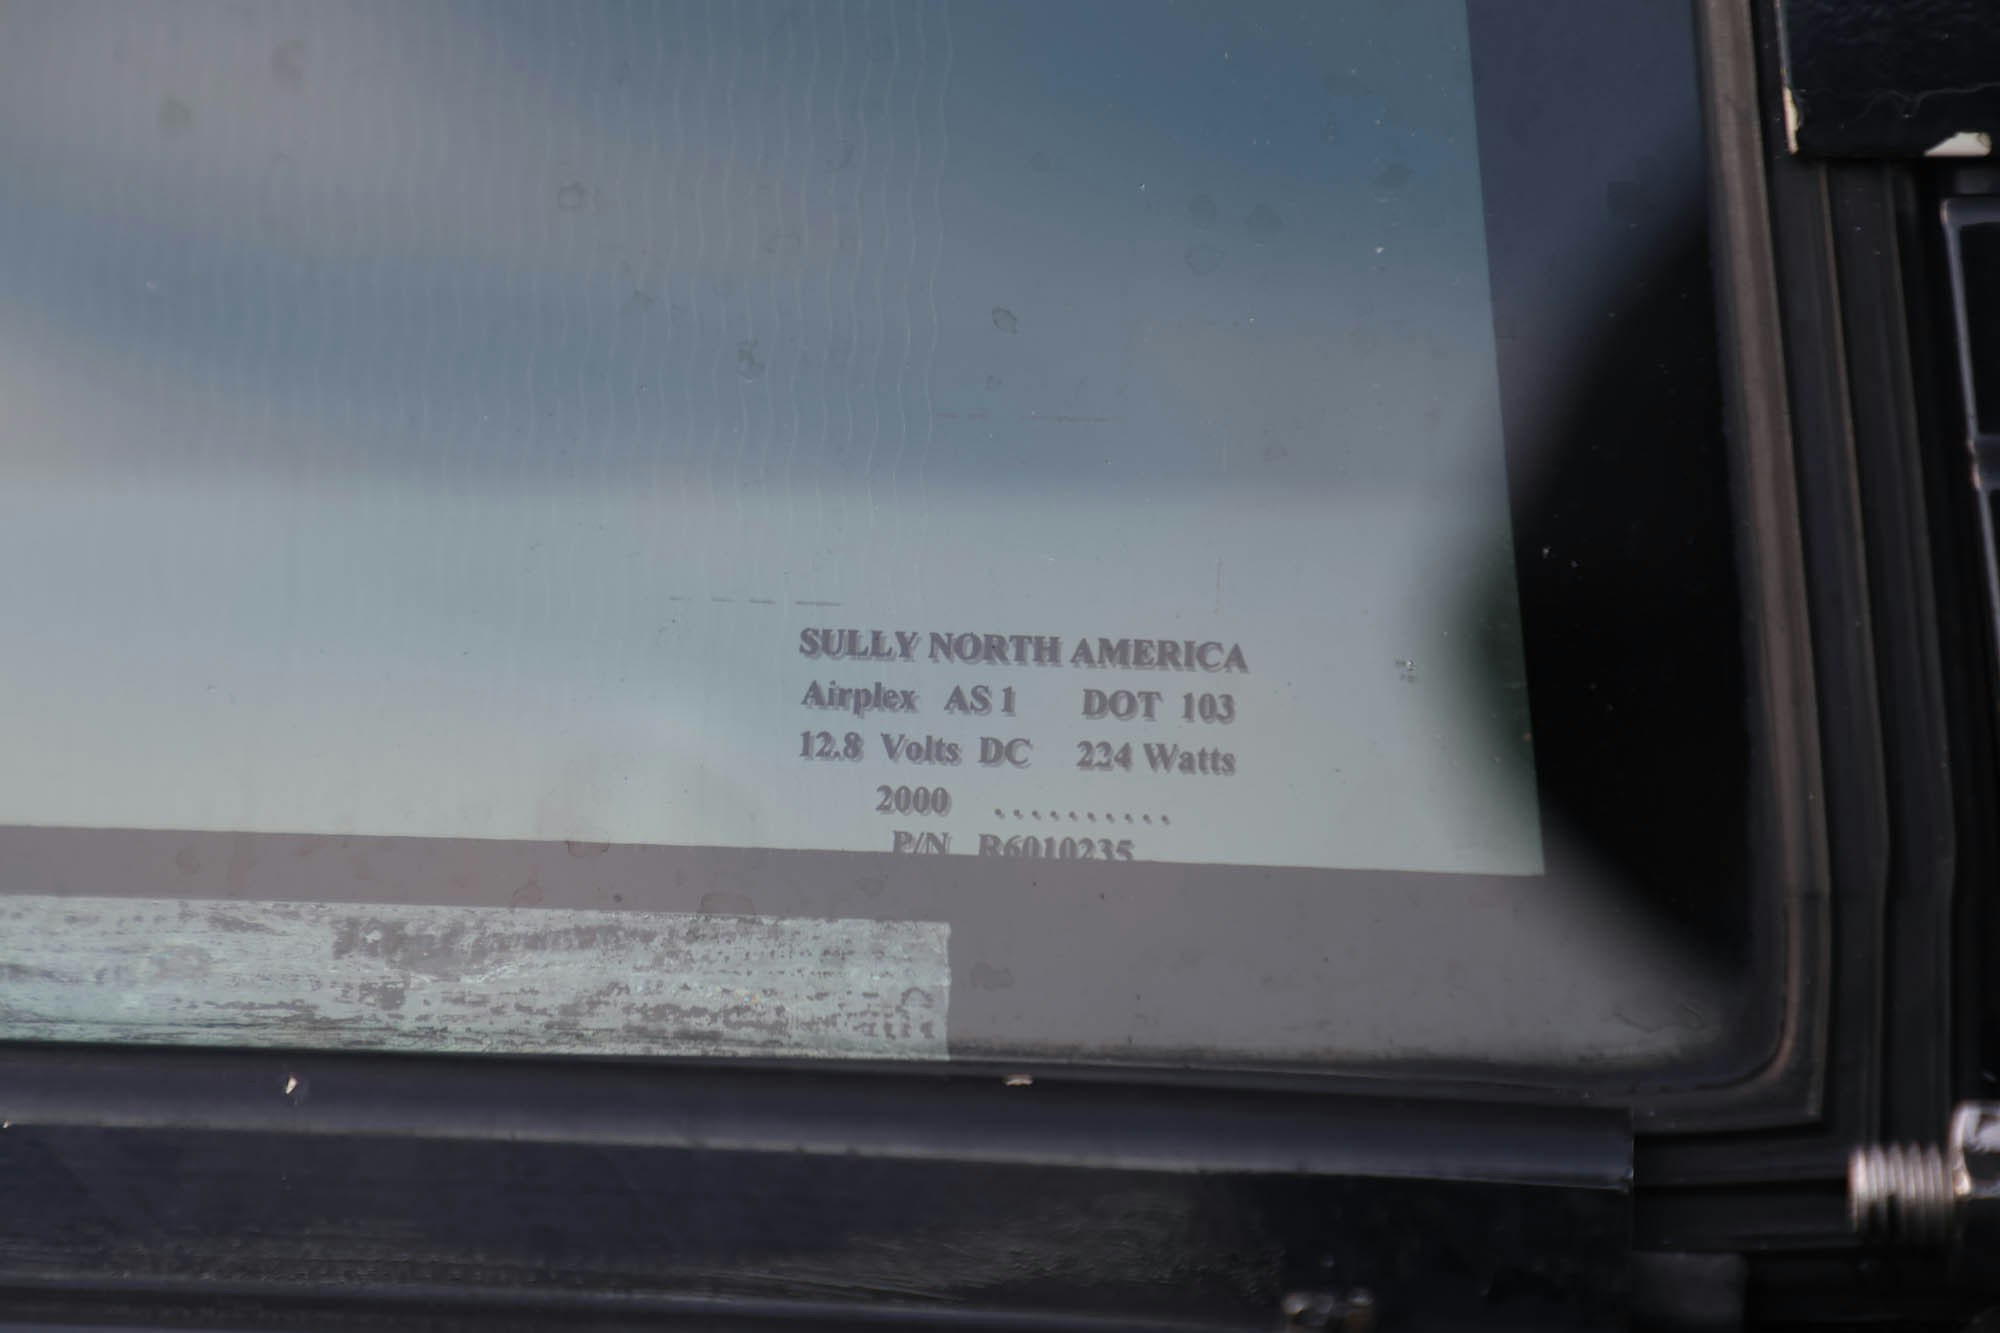 SULLY NORTH AMERICA
Airplex AS 1 DOT 103
12.8 Volts DC 224 Watts
2000 ..........
P/N R6010235